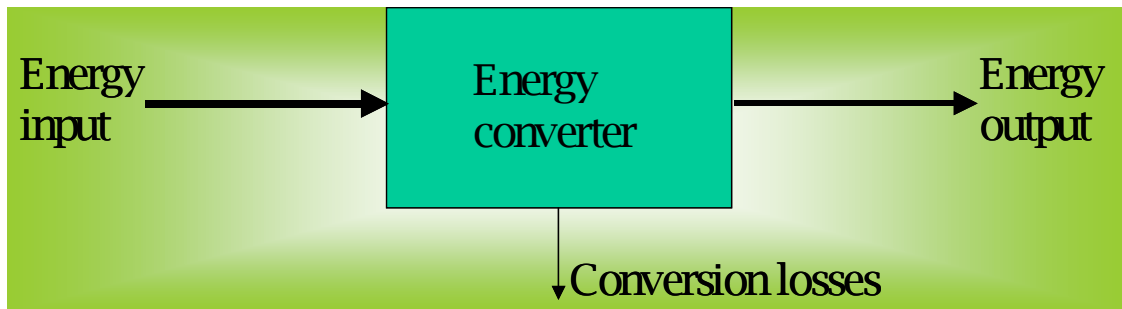 Energy
input
Energy
converter
Energy
output
Conversion losses